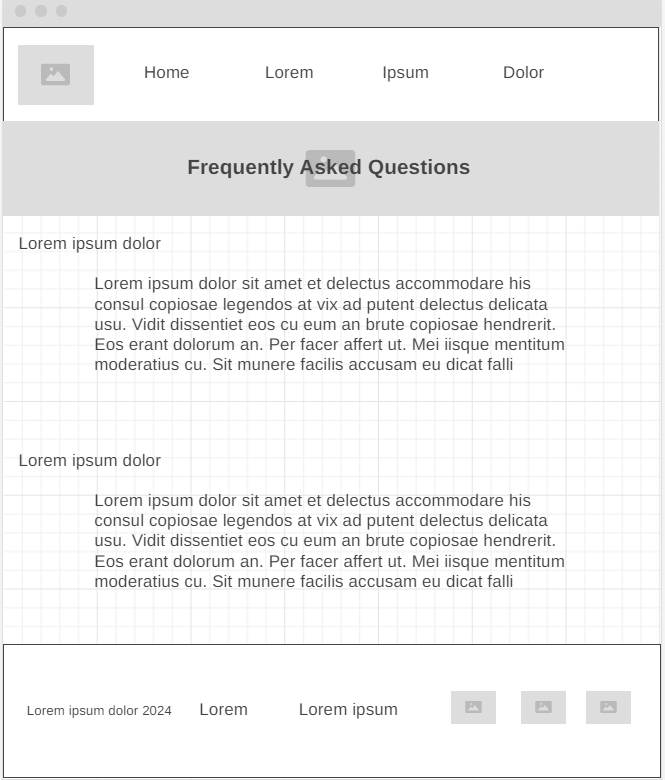 Home Lorem Ipsum Dolor
Frequently Asked Questions
Lorem ipsum dolor
Lorem ipsum dolor sit amet et delectus accommodare his
consul copiosae legendos at vix ad putent delectus delicata
usu. Vidit dissentiet eos cu eum an brute copiosae hendrerit.
Eos erant dolorum an. Per facer affert ut. Mei iisque mentitum
moderatius cu. Sit munere facilis accusam eu dicat falli
Lorem ipsum dolor
Lorem ipsum dolor sit amet et delectus accommodare his
consul copiosae legendos at vix ad putent delectus delicata
usu. Vidit dissentiet eos cu eum an brute copiosae hendrerit.
Eos erant dolorum an. Per facer affert ut. Mei iisque mentitum
moderatius cu. Sit munere facilis accusam eu dicat falli
Lorem ipsum dolor 2024 Lorem Lorem ipsum